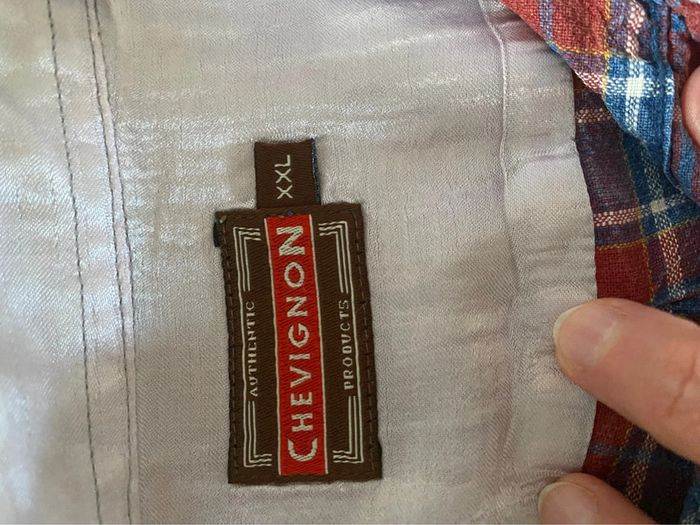 XXL
AUTHENTIC
CHEVIGNON
PRODUCTS